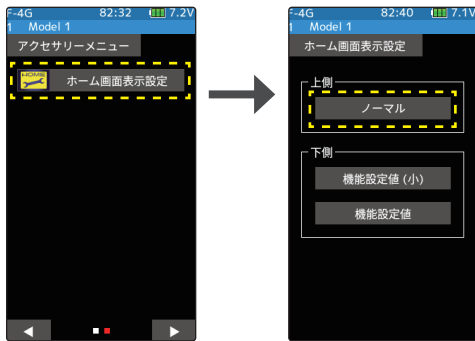 F-4G 82:32 7.2V
1 Model 1
アクセサリーメニュー
HOME ホーム画面表示設定
F-4G 82:40 7.1V
1 Model 1
ホーム画面表示設定
上側
ノーマル
下側
機能設定値 (小)
機能設定値